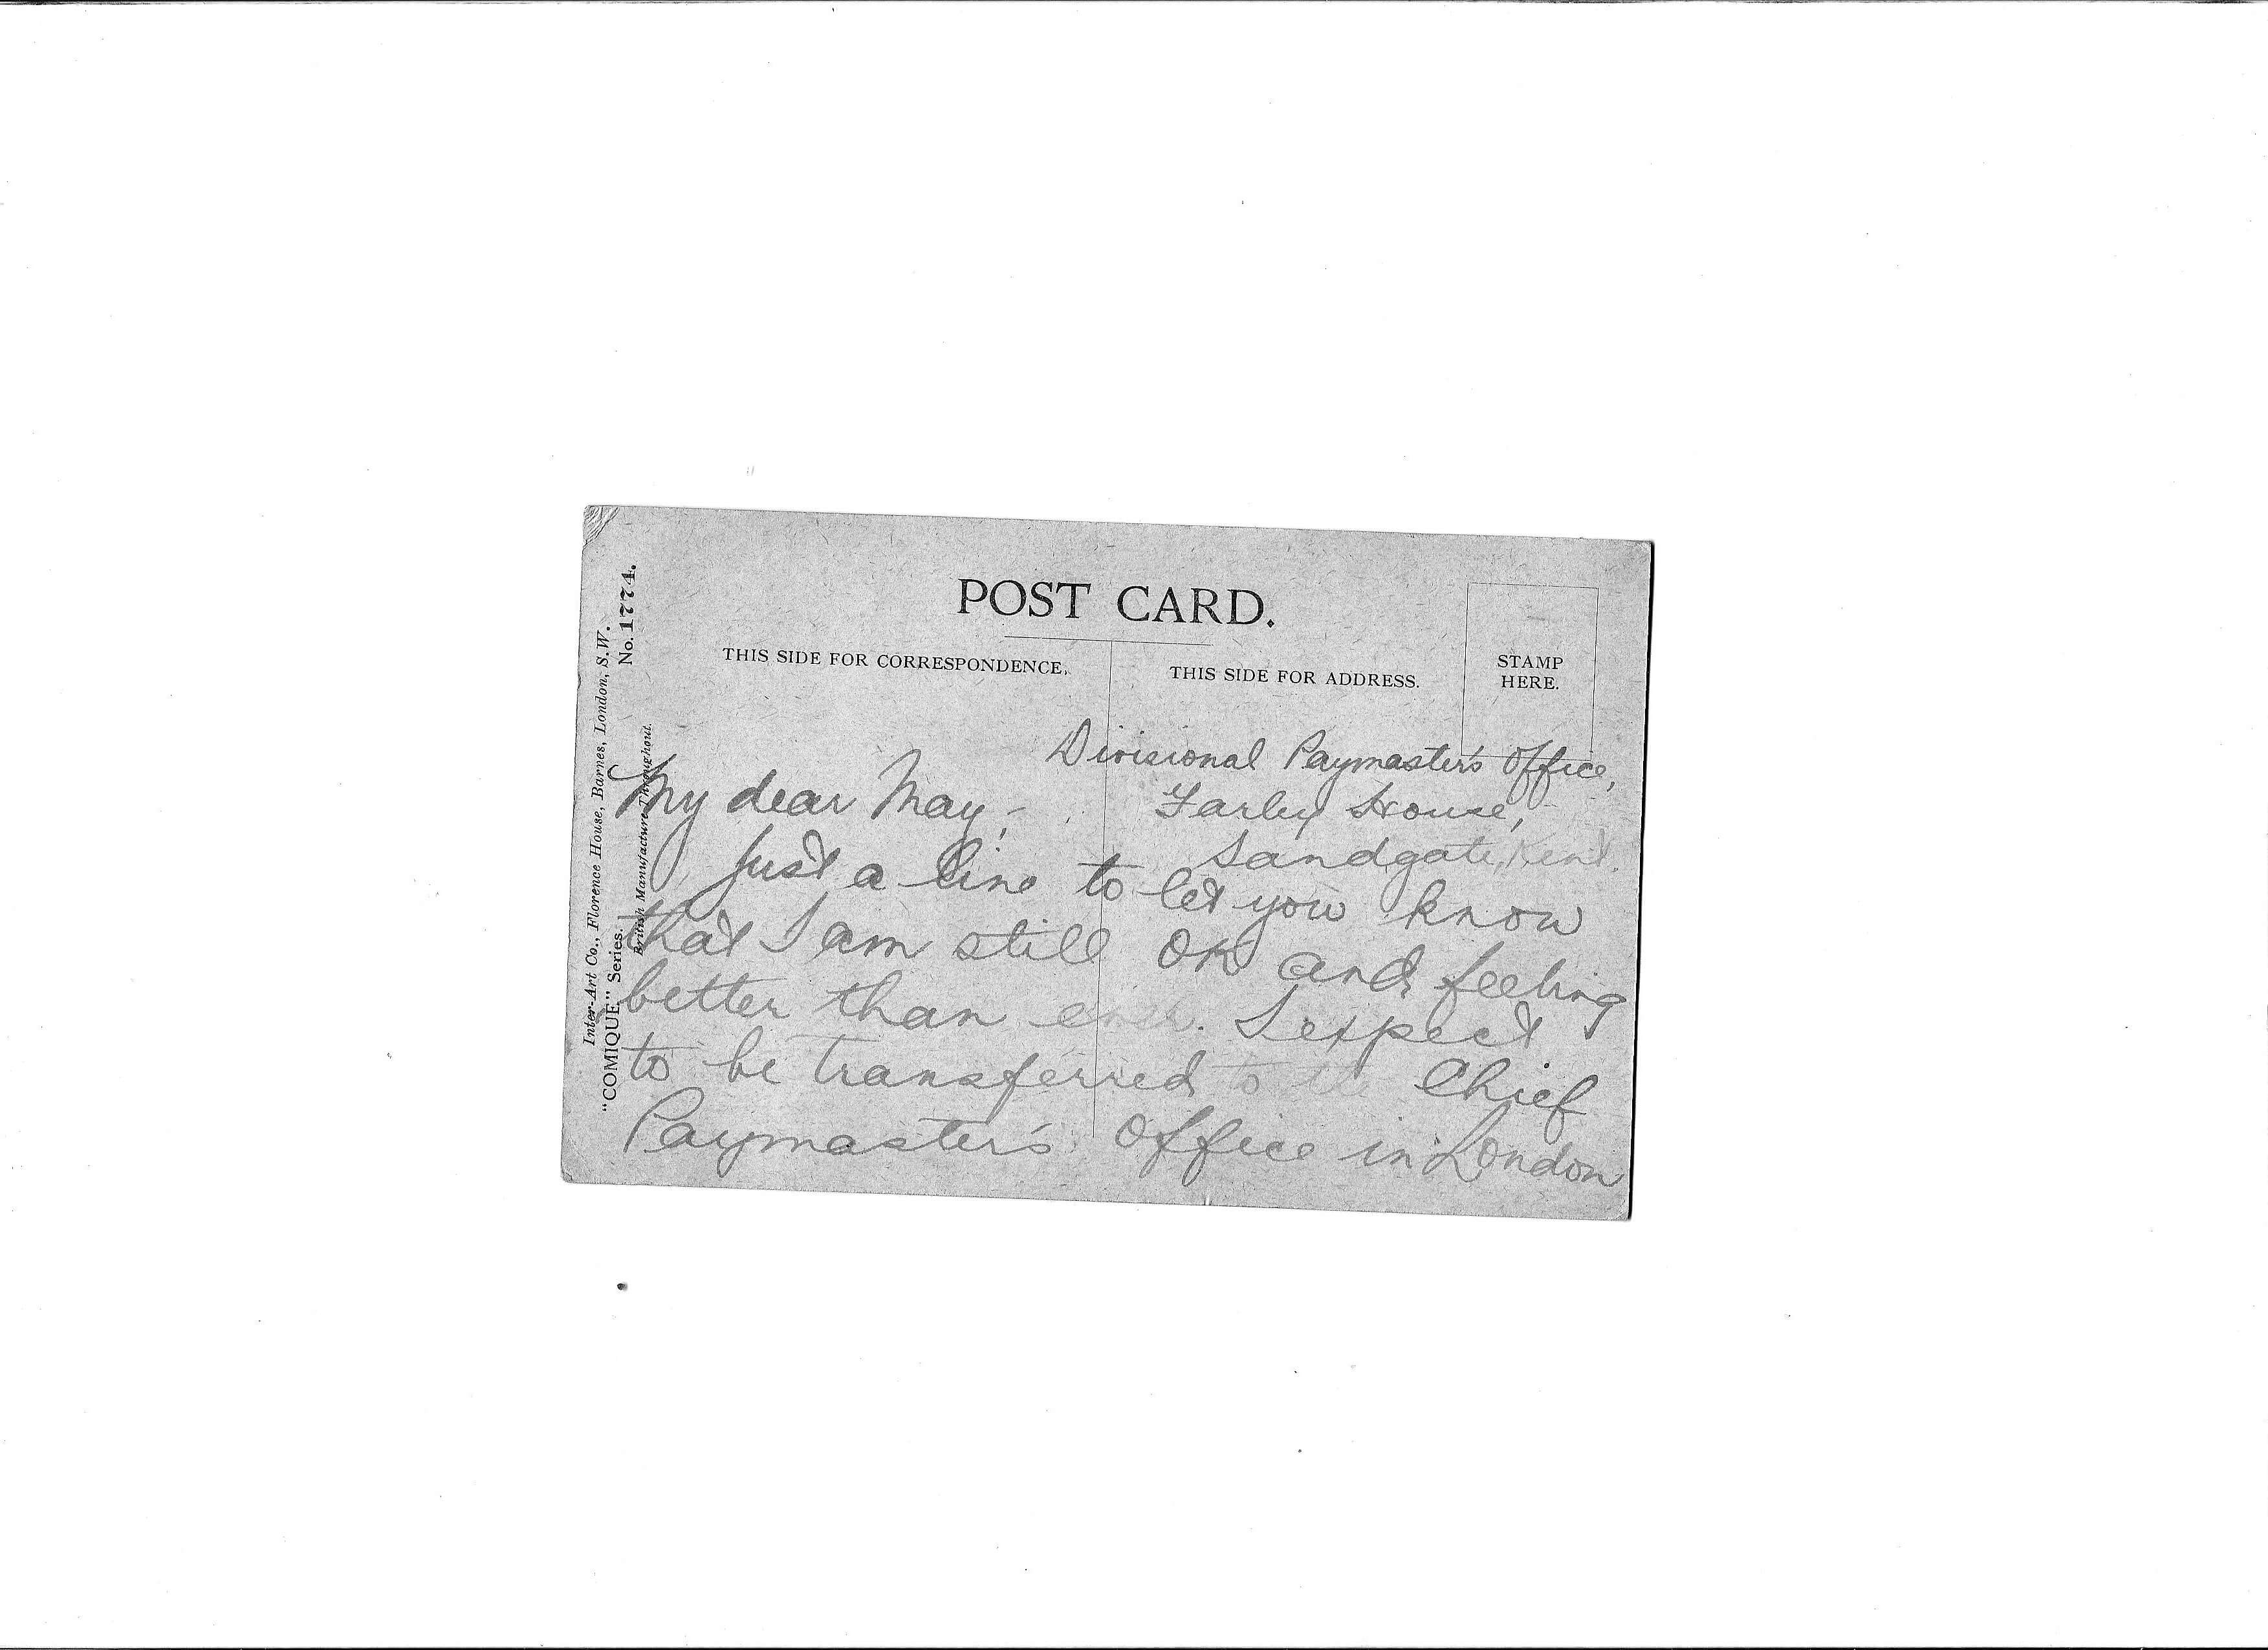 POST CARD.
THIS SIDE FOR CORRESPONDENCE.
THIS SIDE FOR ADDRESS.
STAMP
HERE.
Inter-Art Co., Florence House, Barnes, London, S.W.
"COMIQUE" Series.
No. 1774.
British Manufacture Throughout.
Divisional Paymaster's Office,
Farley House,
Sandgate, Kent.
My dear May,-
Just a line to let you know
that I am still OK and feeling
better than ever. I expect
to be transferred to the Chief
Paymaster's Office in London